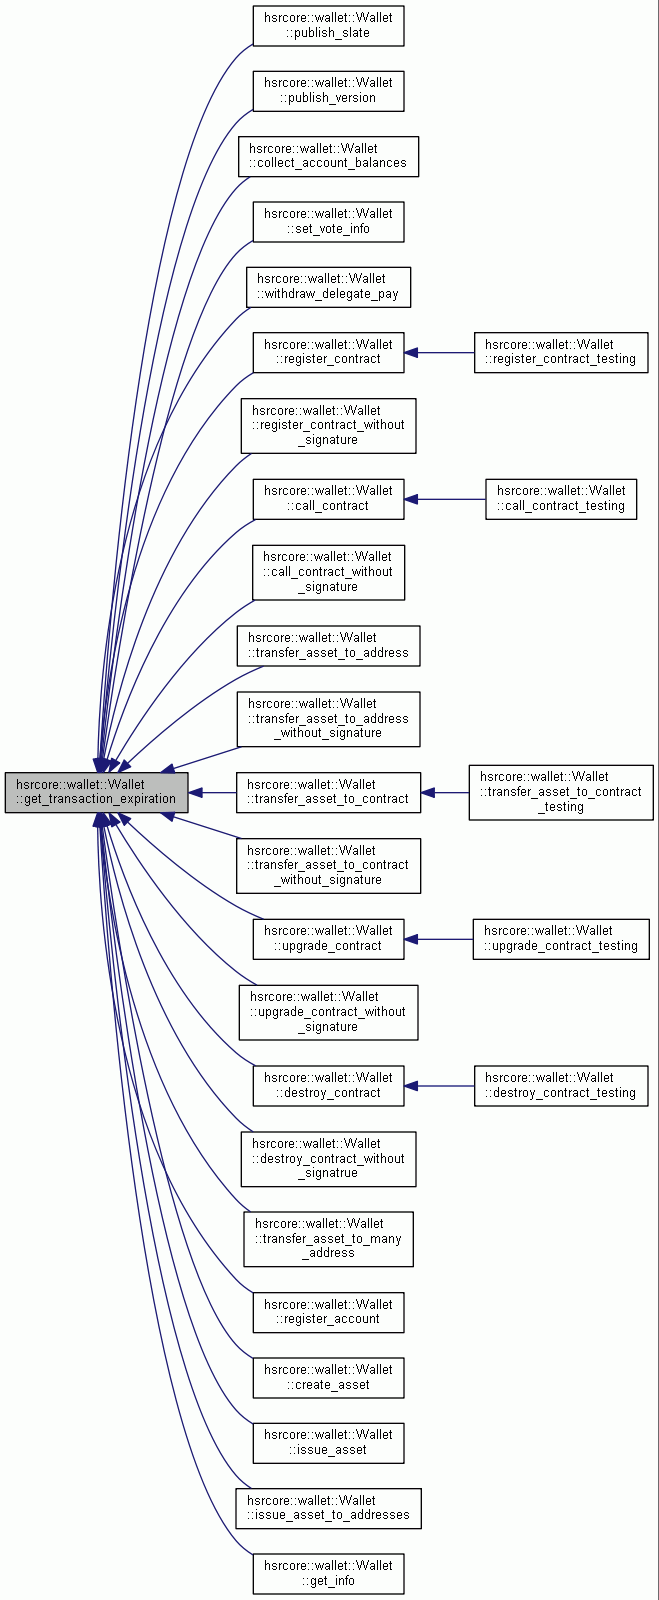 hsrcore::wallet::Wallet
::publish_slate
hsrcore::wallet::Wallet
::publish_version
hsrcore::wallet::Wallet
::collect_account_balances
hsrcore::wallet::Wallet
::set_vote_info
hsrcore::wallet::Wallet
::withdraw_delegate_pay
hsrcore::wallet::Wallet
::register_contract
hsrcore::wallet::Wallet
::register_contract_testing
hsrcore::wallet::Wallet
::register_contract_without
_signature
hsrcore::wallet::Wallet
::call_contract
hsrcore::wallet::Wallet
::call_contract_testing
hsrcore::wallet::Wallet
::call_contract_without
_signature
hsrcore::wallet::Wallet
::transfer_asset_to_address
hsrcore::wallet::Wallet
::transfer_asset_to_address
_without_signature
hsrcore::wallet::Wallet
::get_transaction_expiration
hsrcore::wallet::Wallet
::transfer_asset_to_contract
hsrcore::wallet::Wallet
::transfer_asset_to_contract
_testing
hsrcore::wallet::Wallet
::transfer_asset_to_contract
_without_signature
hsrcore::wallet::Wallet
::upgrade_contract
hsrcore::wallet::Wallet
::upgrade_contract_testing
hsrcore::wallet::Wallet
::upgrade_contract_without
_signature
hsrcore::wallet::Wallet
::destroy_contract
hsrcore::wallet::Wallet
::destroy_contract_testing
hsrcore::wallet::Wallet
::destroy_contract_without
_signatrue
hsrcore::wallet::Wallet
::transfer_asset_to_many
_address
hsrcore::wallet::Wallet
::register_account
hsrcore::wallet::Wallet
::create_asset
hsrcore::wallet::Wallet
::issue_asset
hsrcore::wallet::Wallet
::issue_asset_to_addresses
hsrcore::wallet::Wallet
::get_info